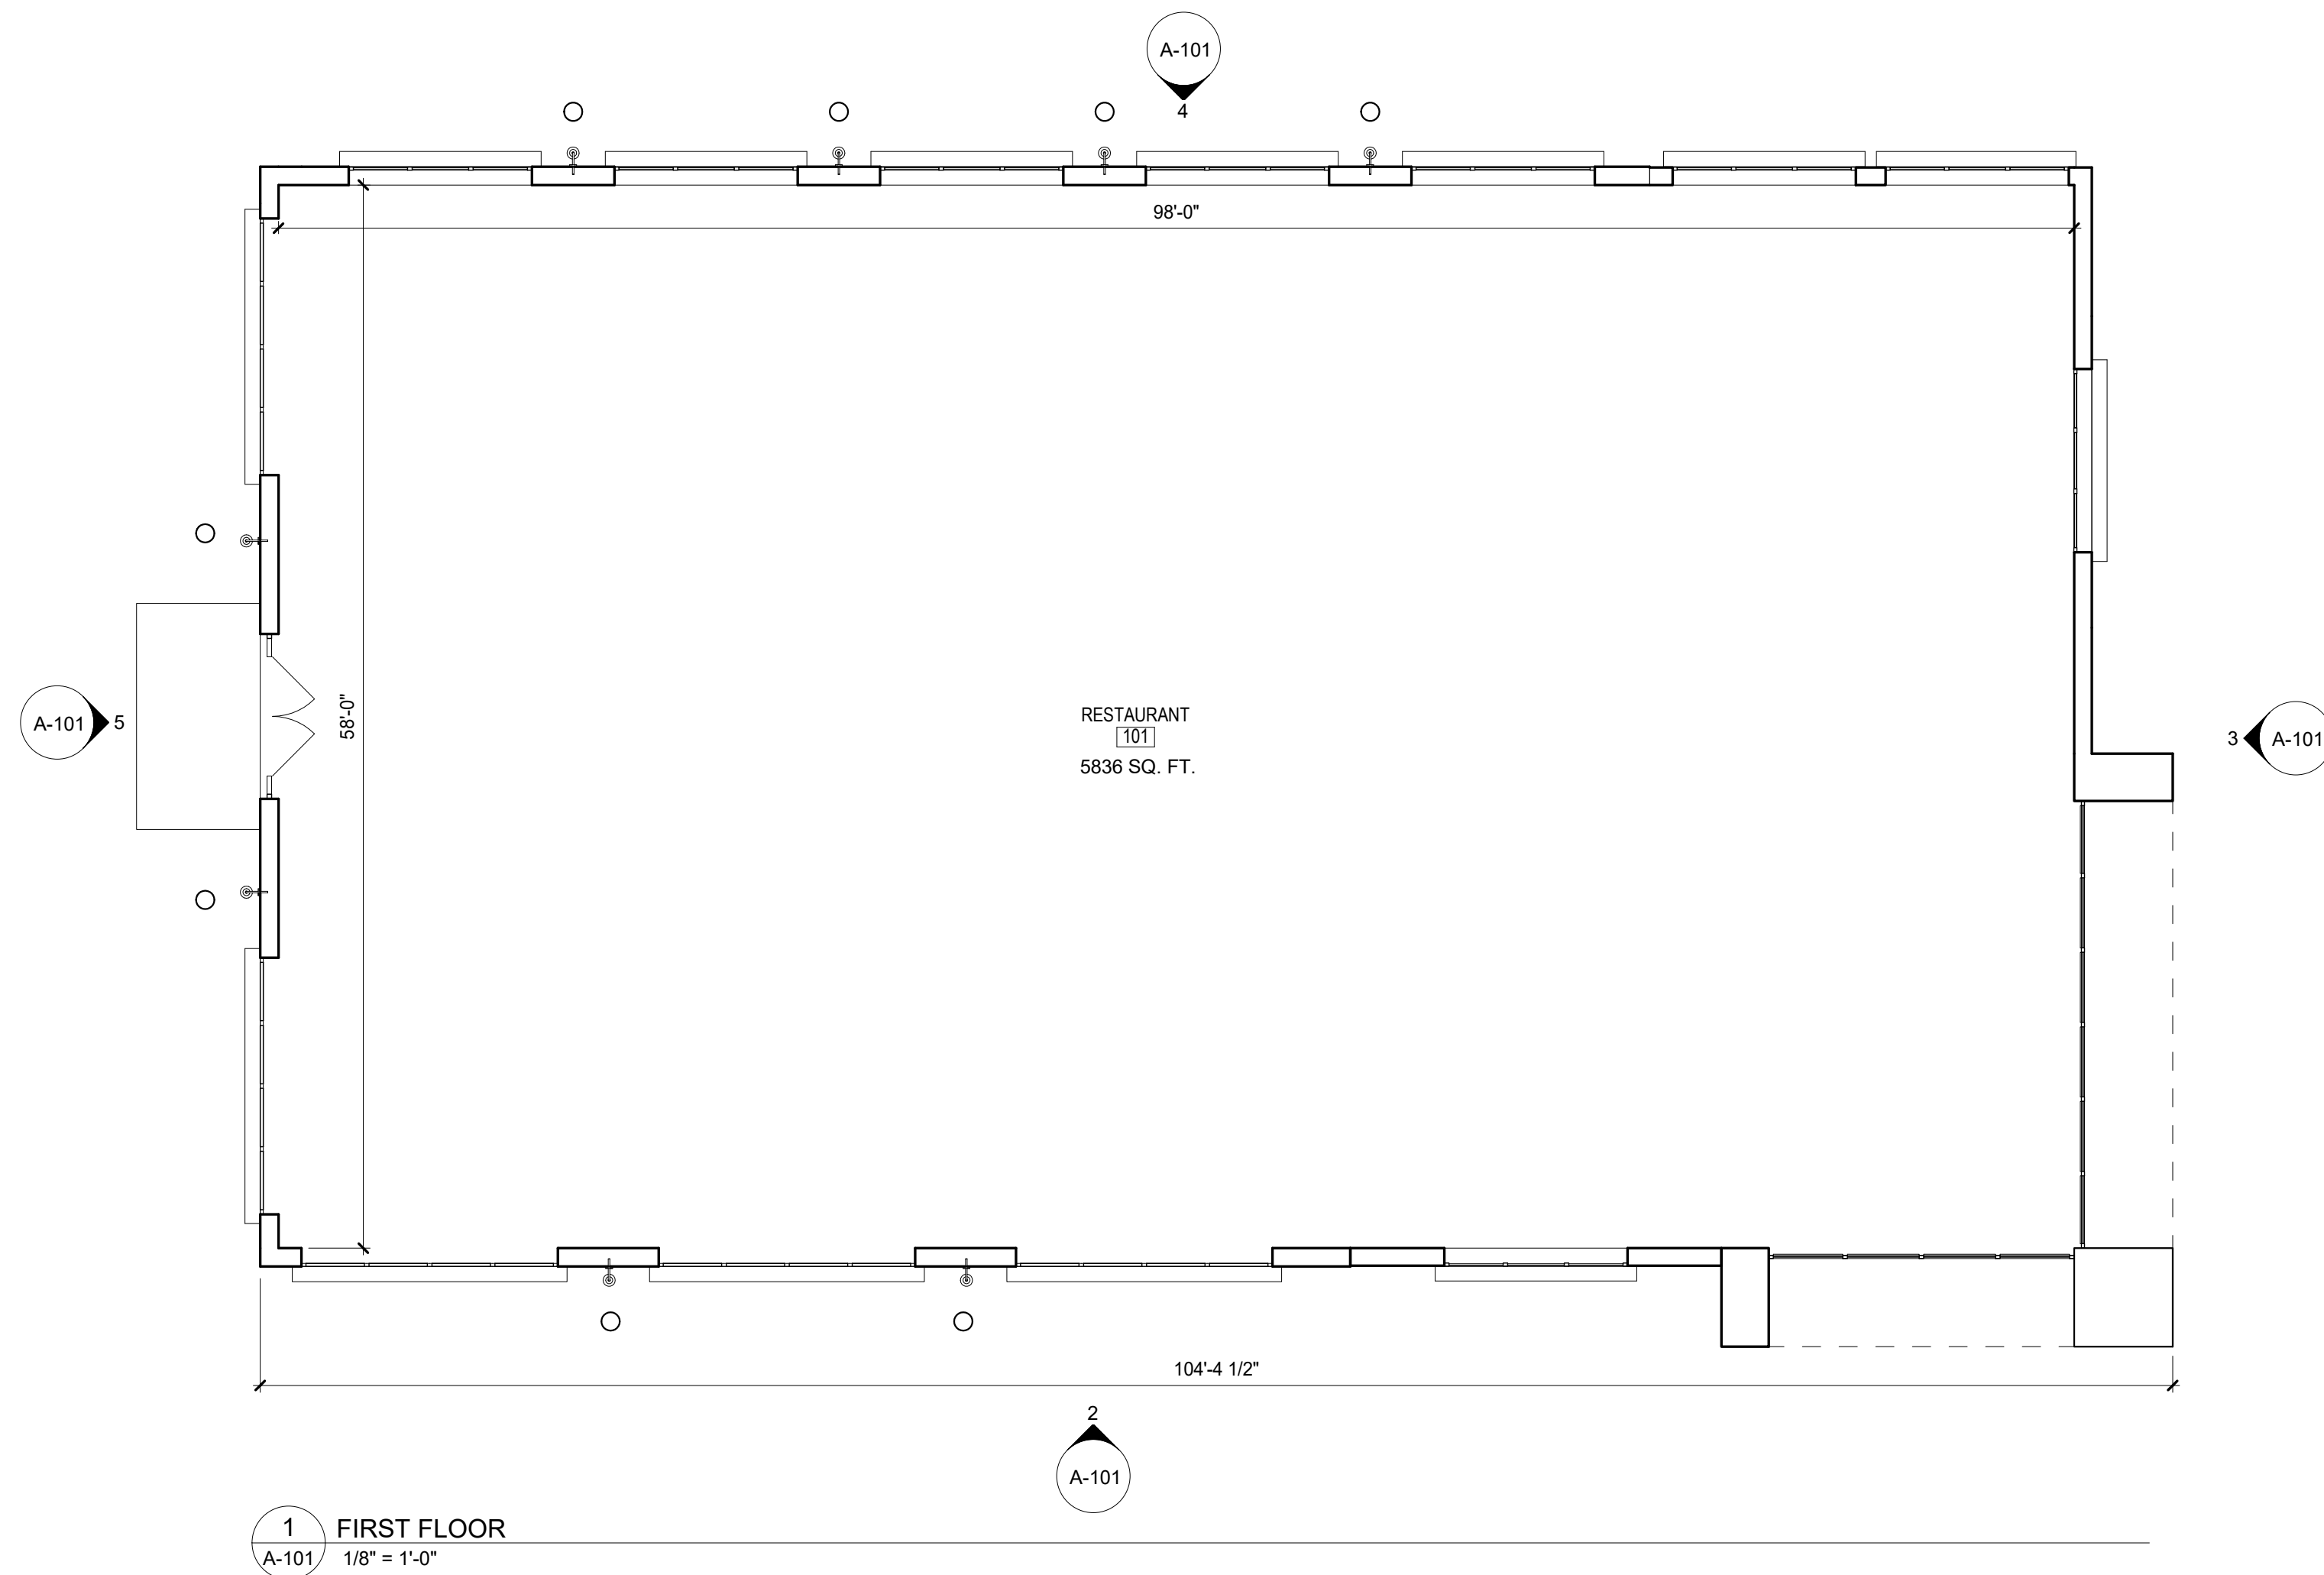 A-101
4
98'-0"
58'-0"
RESTAURANT
101
5836 SQ. FT.
A-101
5
3
A-101
104'-4 1/2"
2
A-101
1
FIRST FLOOR
A-101
1/8" = 1'-0"